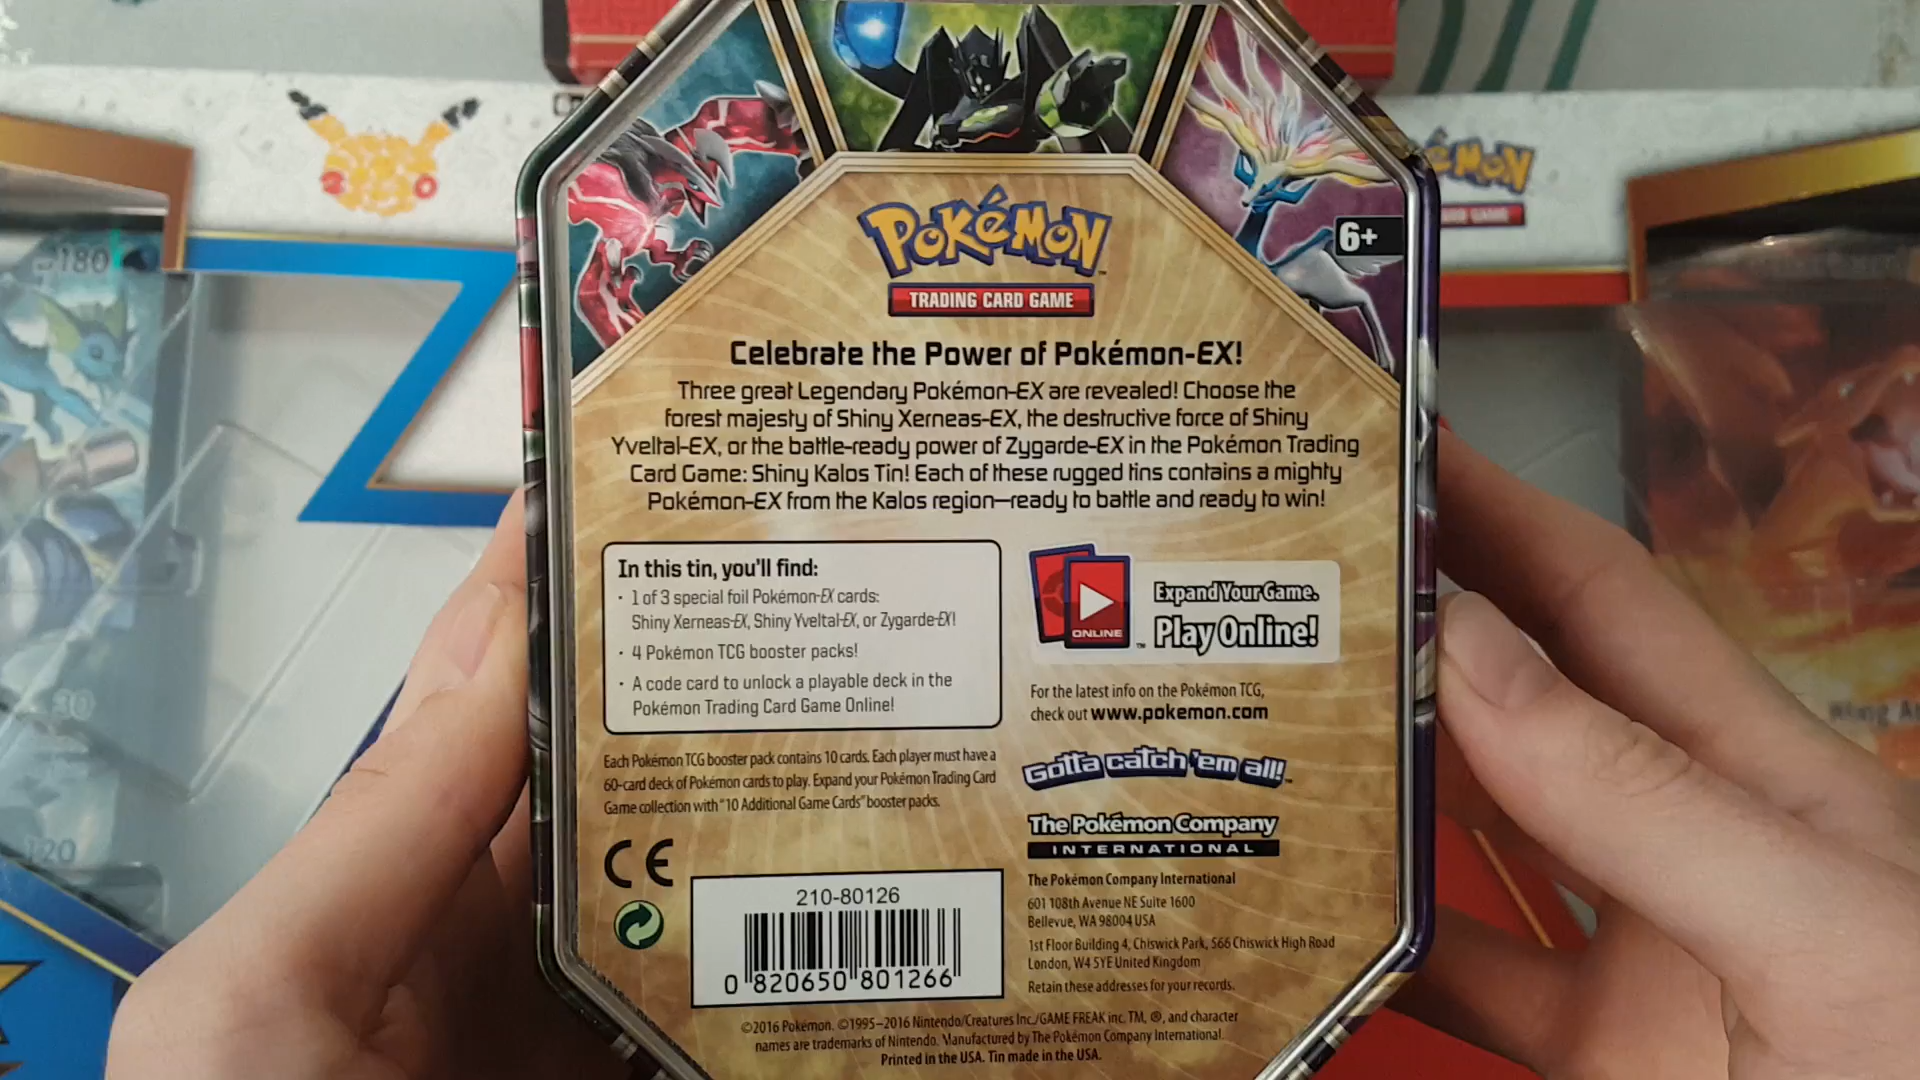 180
20
POKéMON
6+
TRADING CARD GAME
Celebrate the Power of Pokémon-EX!
Three great Legendary Pokémon-EX are revealed! Choose the
forest majesty of Shiny Xerneas-EX, the destructive force of Shiny
Yveltal-EX, or the battle-ready power of Zygarde-EX in the Pokémon Trading
Card Game: Shiny Kalos Tin! Each of these rugged tins contains a mighty
Pokémon-EX from the Kalos region—ready to battle and ready to win!
In this tin, you'll find:
· 1 of 3 special foil Pokémon-EX cards:
Shiny Xerneas-EX, Shiny Yveltal-EX, or Zygarde-EX!
· 4 Pokémon TCG booster packs!
· A code card to unlock a playable deck in the
Pokémon Trading Card Game Online!
Each Pokémon TCG booster pack contains 10 cards. Each player must have a
60-card deck of Pokémon cards to play. Expand your Pokémon Trading Card
Game collection with "10 Additional Game Cards" booster packs.
CE
210-80126
0 820650 801266
ONLINE
™
Expand Your Game.
Play Online!
For the latest info on the Pokémon TCG,
check out www.pokemon.com
Gotta catch 'em all!™
The Pokémon Company
INTERNATIONAL
The Pokémon Company International
601 108th Avenue NE Suite 1600
Bellevue, WA 98004 USA
1st Floor Building 4, Chiswick Park, 566 Chiswick High Road
London, W4 5YE United Kingdom
Retain these addresses for your records.
©2016 Pokémon. ©1995–2016 Nintendo/Creatures Inc./GAME FREAK inc. TM, ®, and character
names are trademarks of Nintendo. Manufactured by The Pokémon Company International.
Printed in the USA. Tin made in the USA.
30
120